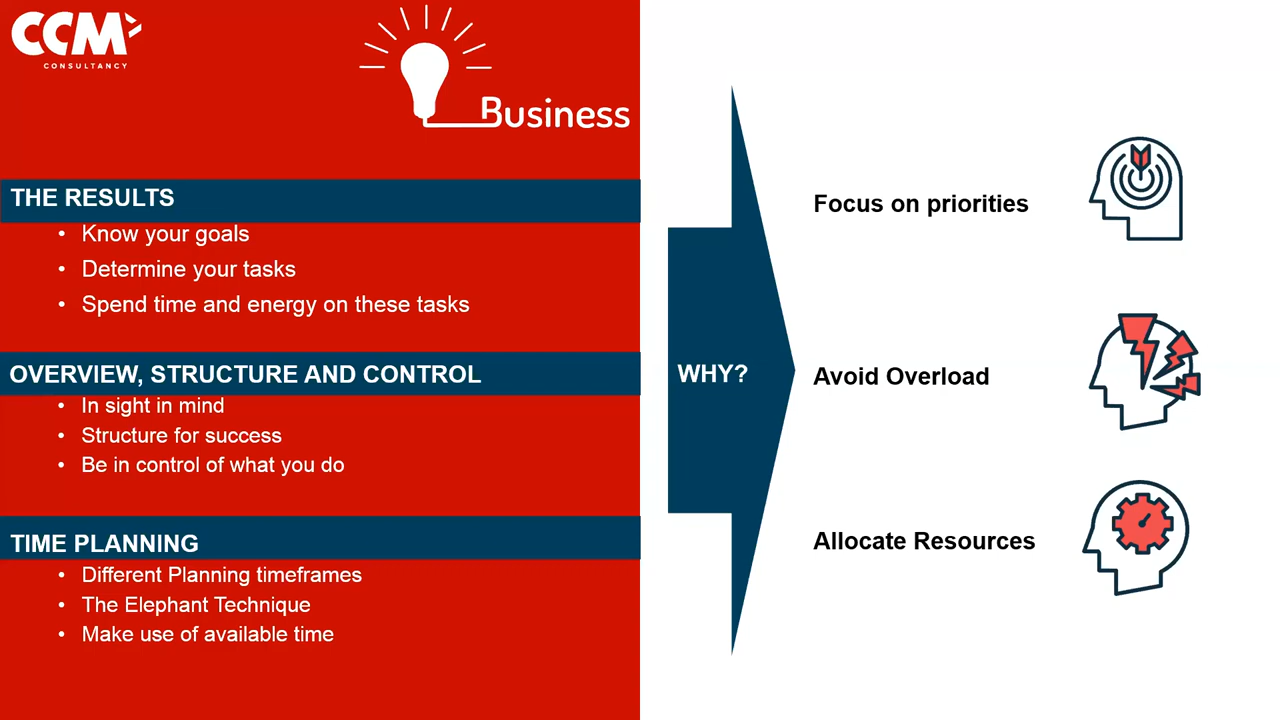 CCM
CONSULTANCY
Business
THE RESULTS
• Know your goals
• Determine your tasks
• Spend time and energy on these tasks
OVERVIEW, STRUCTURE AND CONTROL
• In sight in mind
• Structure for success
• Be in control of what you do
TIME PLANNING
• Different Planning timeframes
• The Elephant Technique
• Make use of available time
WHY?
Focus on priorities
Avoid Overload
Allocate Resources